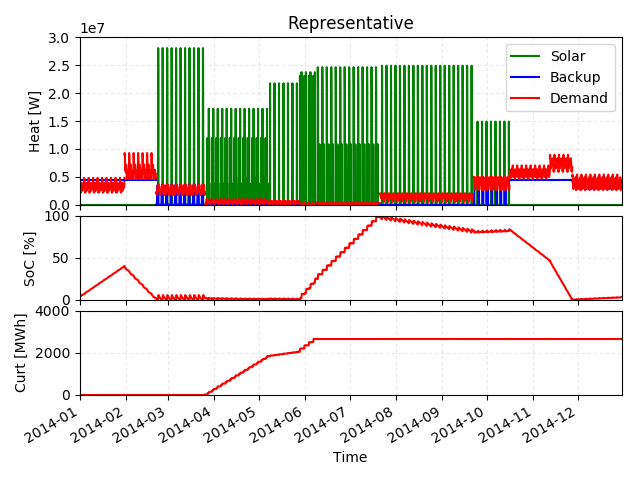 Representative
1e7
3.0
2.5
2.0
1.5
1.0
0.5
0.0
Heat [W]
Solar
Backup
Demand
100
50
0
SoC [%]
4000
2000
0
Curt [MWh]
2014-01
2014-02
2014-03
2014-04
2014-05
2014-06
2014-07
2014-08
2014-09
2014-10
2014-11
2014-12
Time